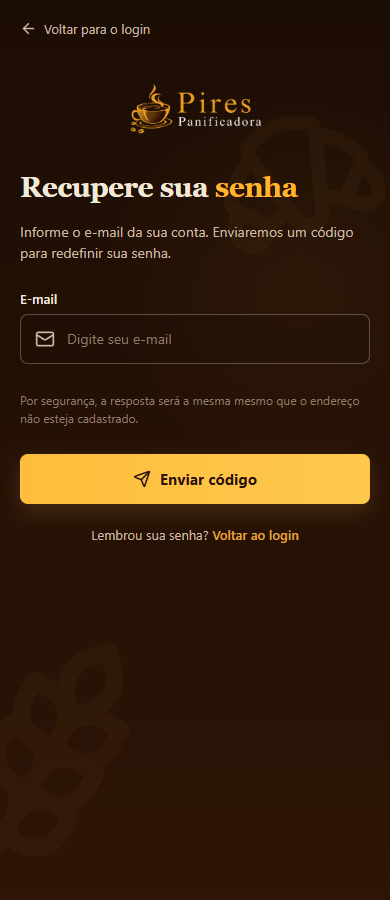 Voltar para o login
Pires
Panificadora
Recupere sua senha
Informe o e-mail da sua conta. Enviaremos um código
para redefinir sua senha.
E-mail
Digite seu e-mail
Por segurança, a resposta será a mesma mesmo que o endereço
não esteja cadastrado.
Enviar código
Lembrou sua senha? Voltar ao login